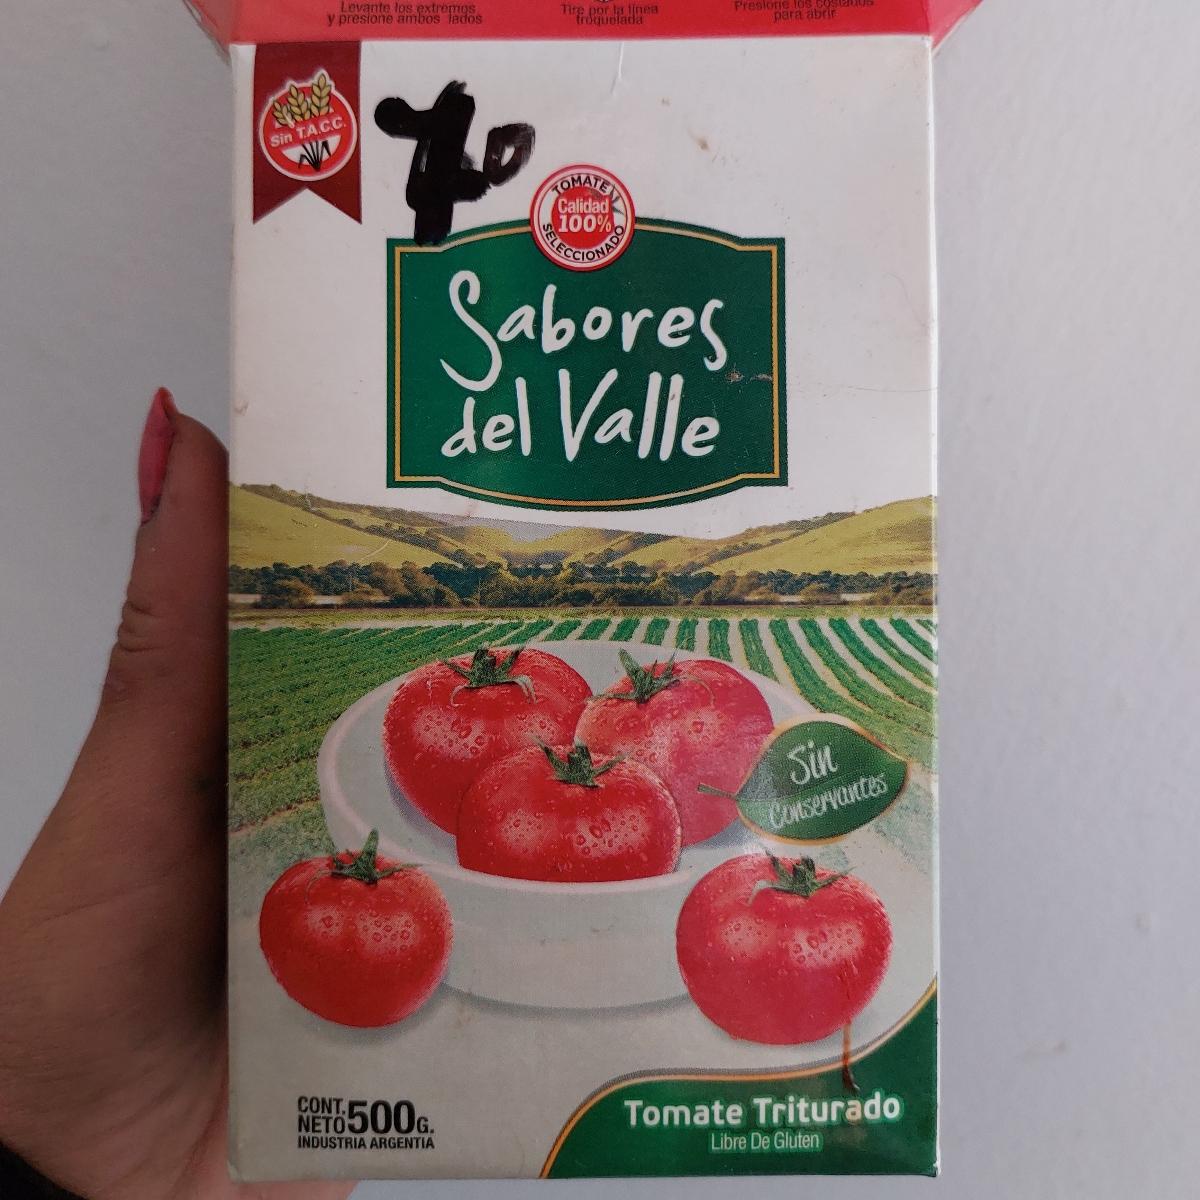 Levante los extremos
y presione ambos lados
Tire por la línea
troquelada
Presione los costados
para abrir
Sin T.A.C.C.
70
TOMATE
Calidad
100%
SELECCIONADO
Sabores
del Valle
Sin
Conservantes
CONT.
NETO 500G.
INDUSTRIA ARGENTIA
Tomate Triturado
Libre De Gluten